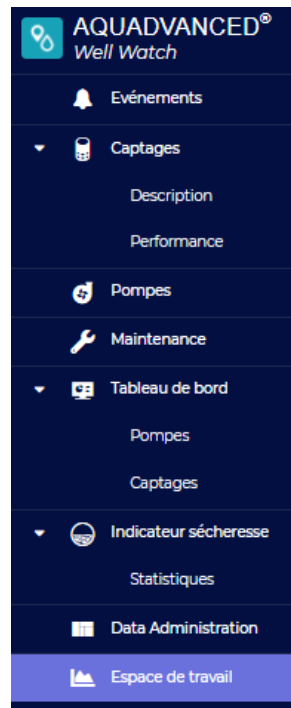 AQUADVANCED®
Well Watch
Evénements
Captages
Description
Performance
Pompes
Maintenance
Tableau de bord
Pompes
Captages
Indicateur sécheresse
Statistiques
Data Administration
Espace de travail